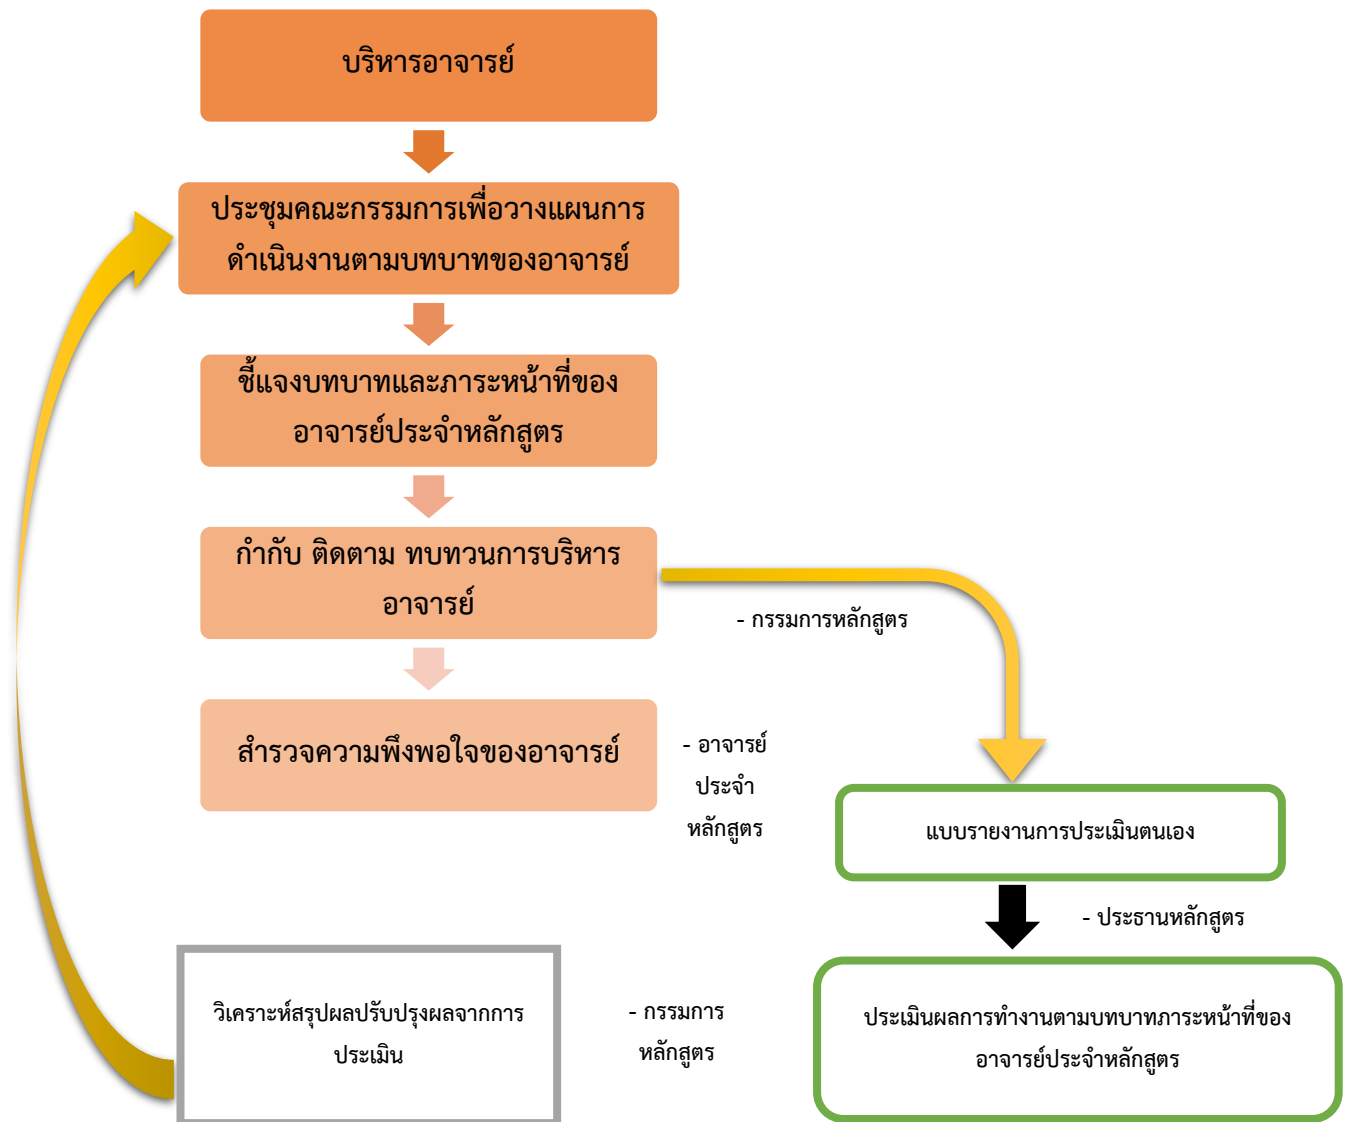 บริหารอาจารย์
ประชุมคณะกรรมการเพื่อวางแผนการ
ดำเนินงานตามบทบาทของอาจารย์
ชี้แจงบทบาทและภาระหน้าที่ของ
อาจารย์ประจำหลักสูตร
กำกับ ติดตาม ทบทวนการบริหาร
อาจารย์
- กรรมการหลักสูตร
สำรวจความพึงพอใจของอาจารย์
- อาจารย์
ประจำ
หลักสูตร
แบบรายงานการประเมินตนเอง
- ประธานหลักสูตร
วิเคราะห์สรุปผลปรับปรุงผลจากการ
ประเมิน
- กรรมการ
หลักสูตร
ประเมินผลการทำงานตามบทบาทภาระหน้าที่ของ
อาจารย์ประจำหลักสูตร